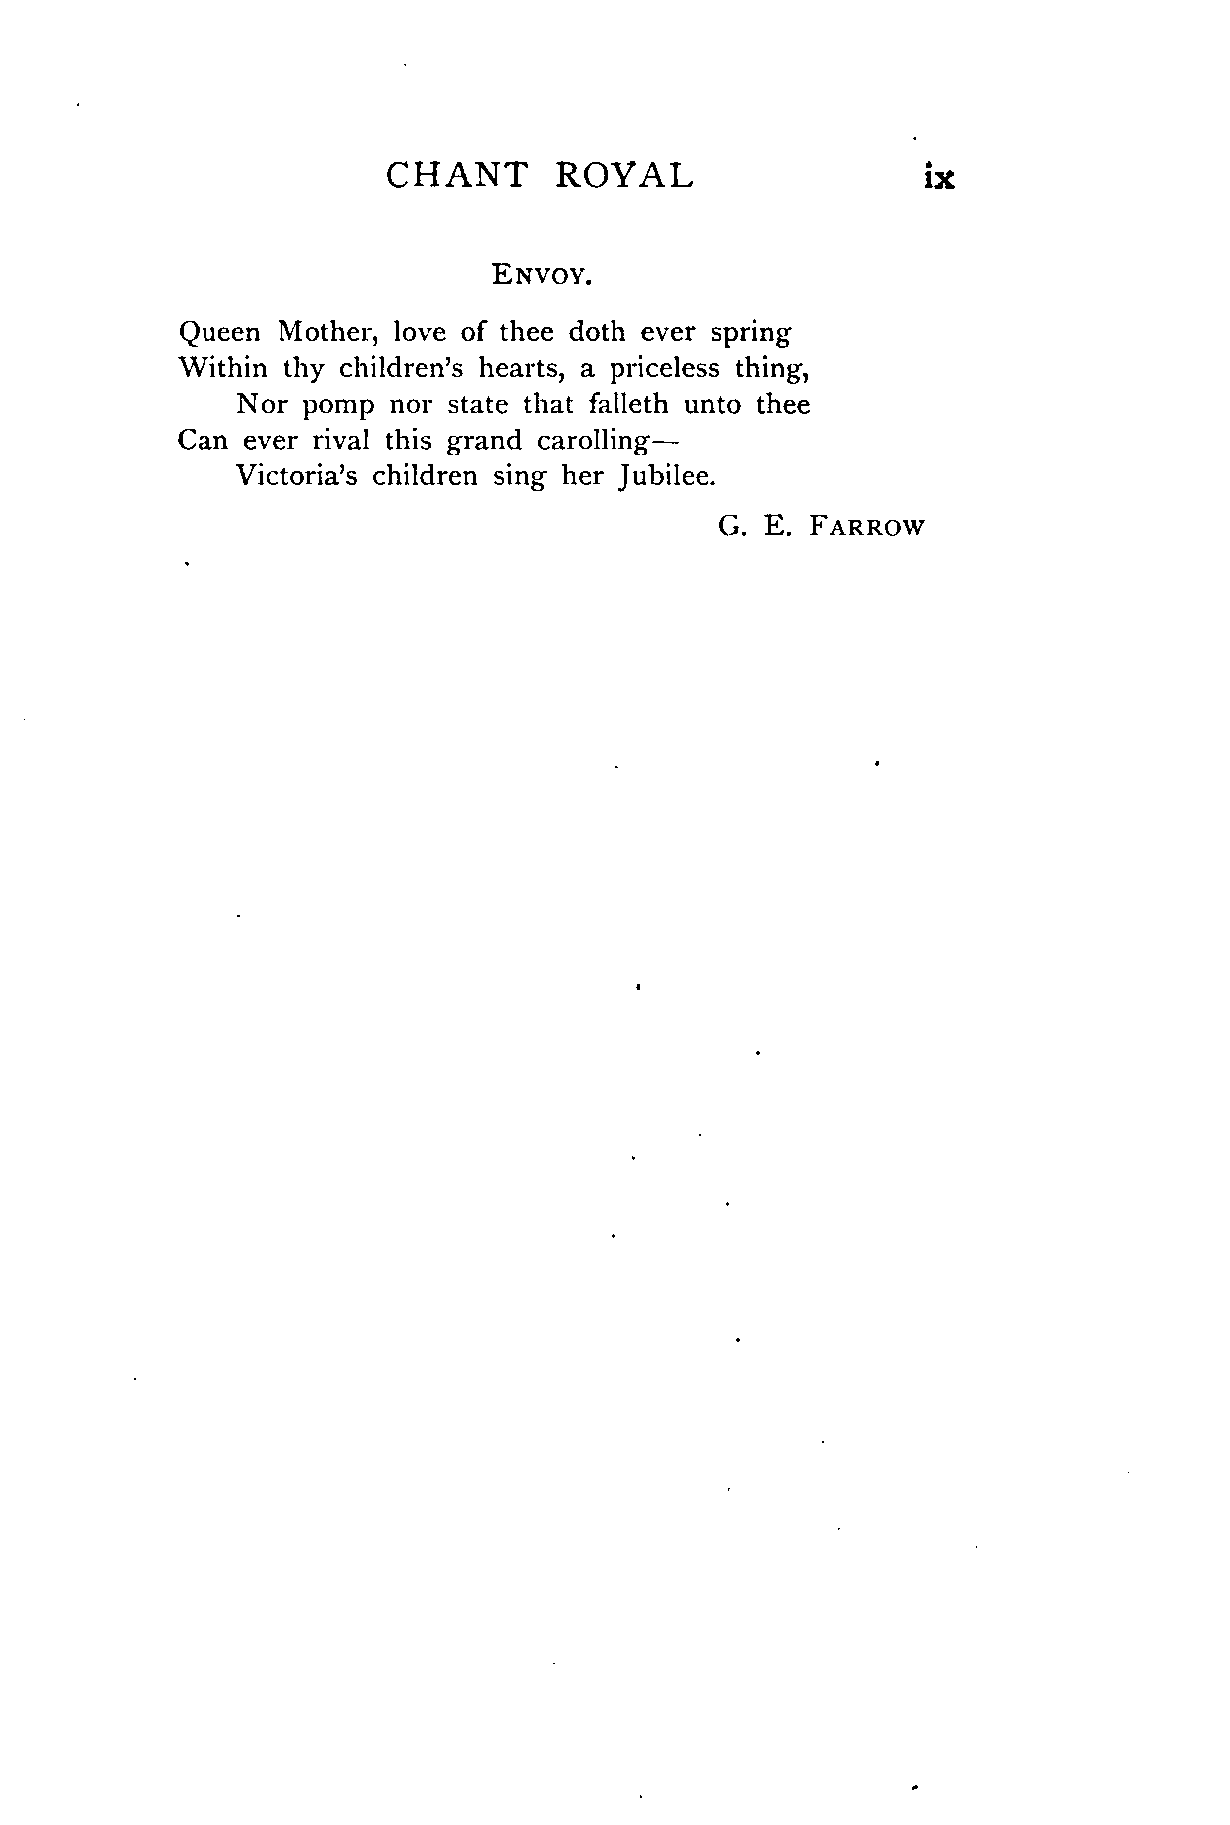 CHANT ROYAL ix
ENVOY.
Queen Mother, love of thee doth ever spring
Within thy children's hearts, a priceless thing,
Nor pomp nor state that falleth unto thee
Can ever rival this grand carolling—
Victoria's children sing her Jubilee.
G. E. FARROW